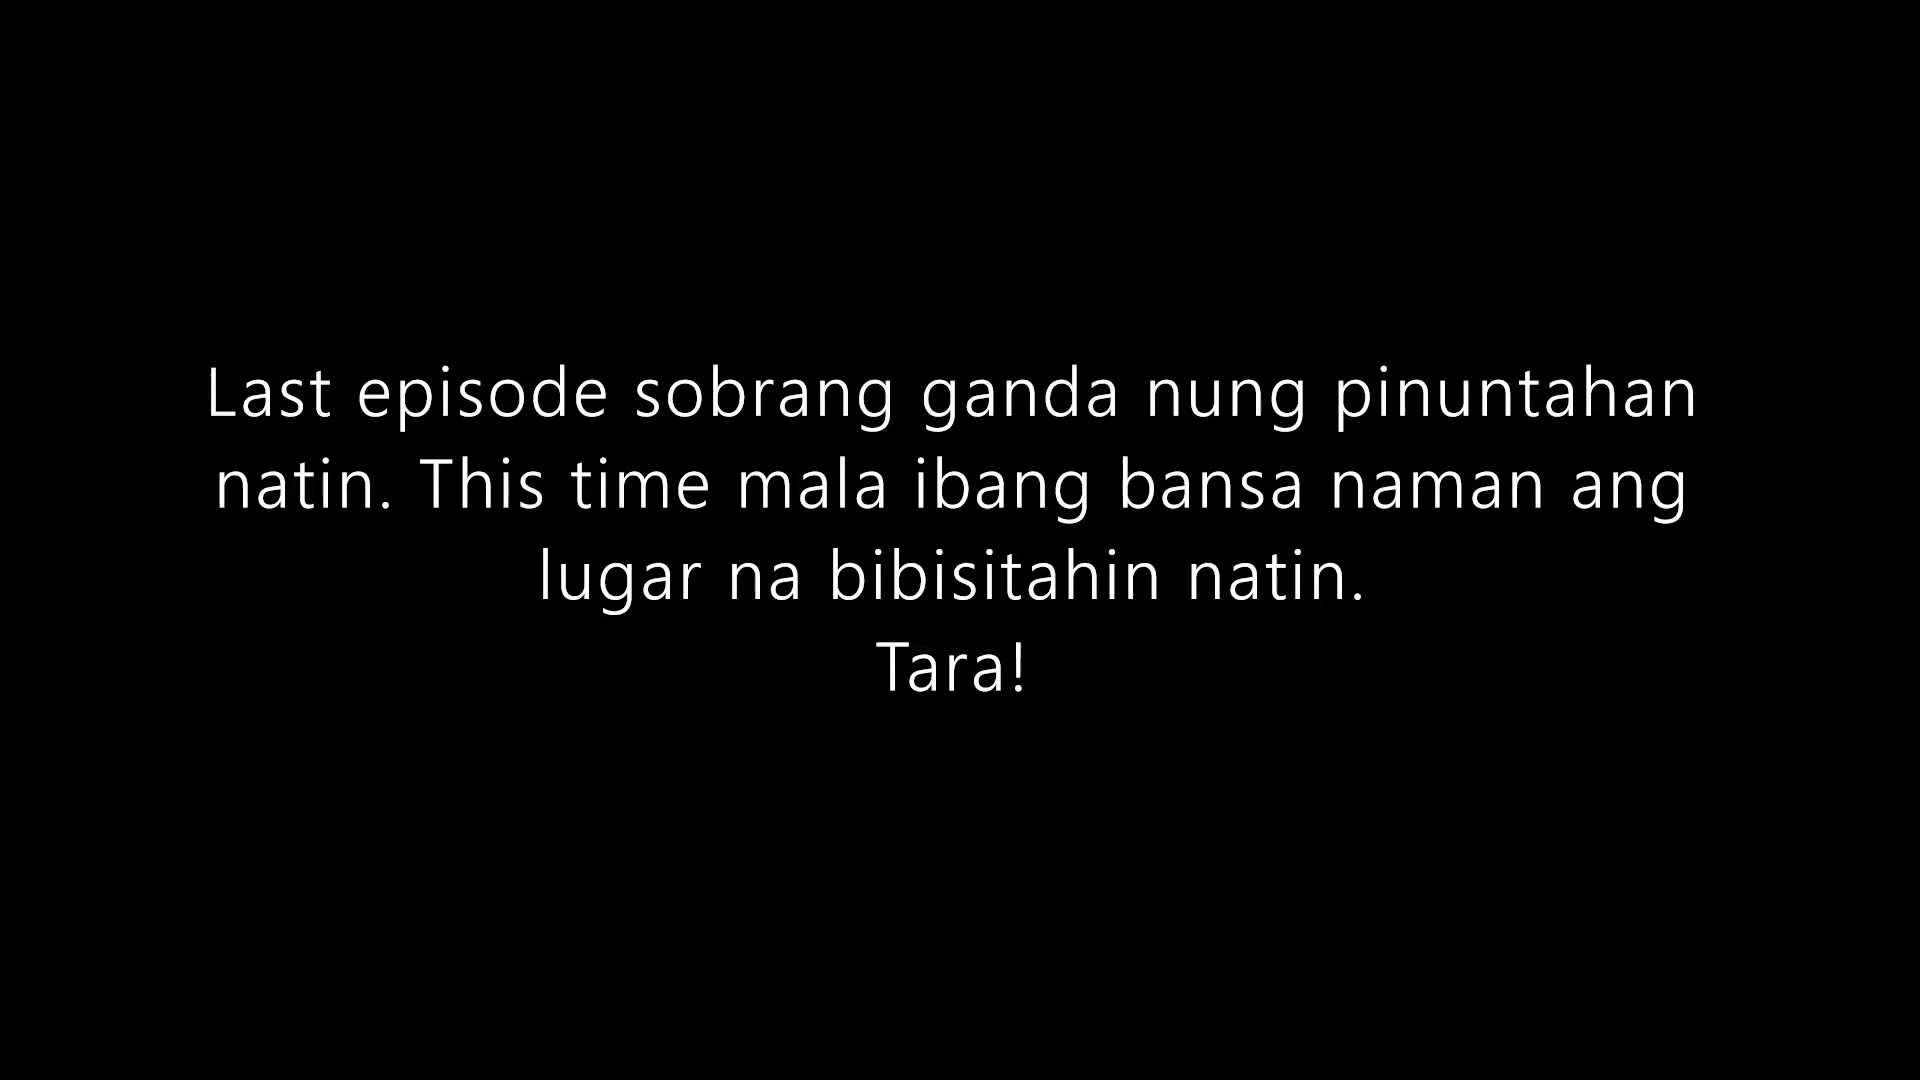 Last episode sobrang ganda nung pinuntahan
natin. This time mala ibang bansa naman ang
lugar na bibisitahin natin.
Tara!